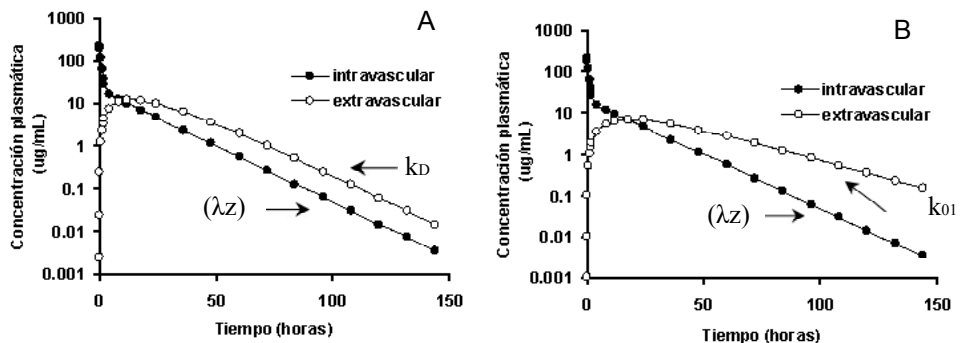 A
1000
100
10
1
0.1
0.01
0.001
Concentración plasmática
(ug/mL)
intravascular
extravascular
k_D
(λz)
0 50 100 150
Tiempo (horas)
B
1000
100
10
1
0.1
0.01
0.001
Concentración plasmática
(ug/mL)
intravascular
extravascular
(λz)
k₀₁
0 50 100 150
Tiempo (horas)